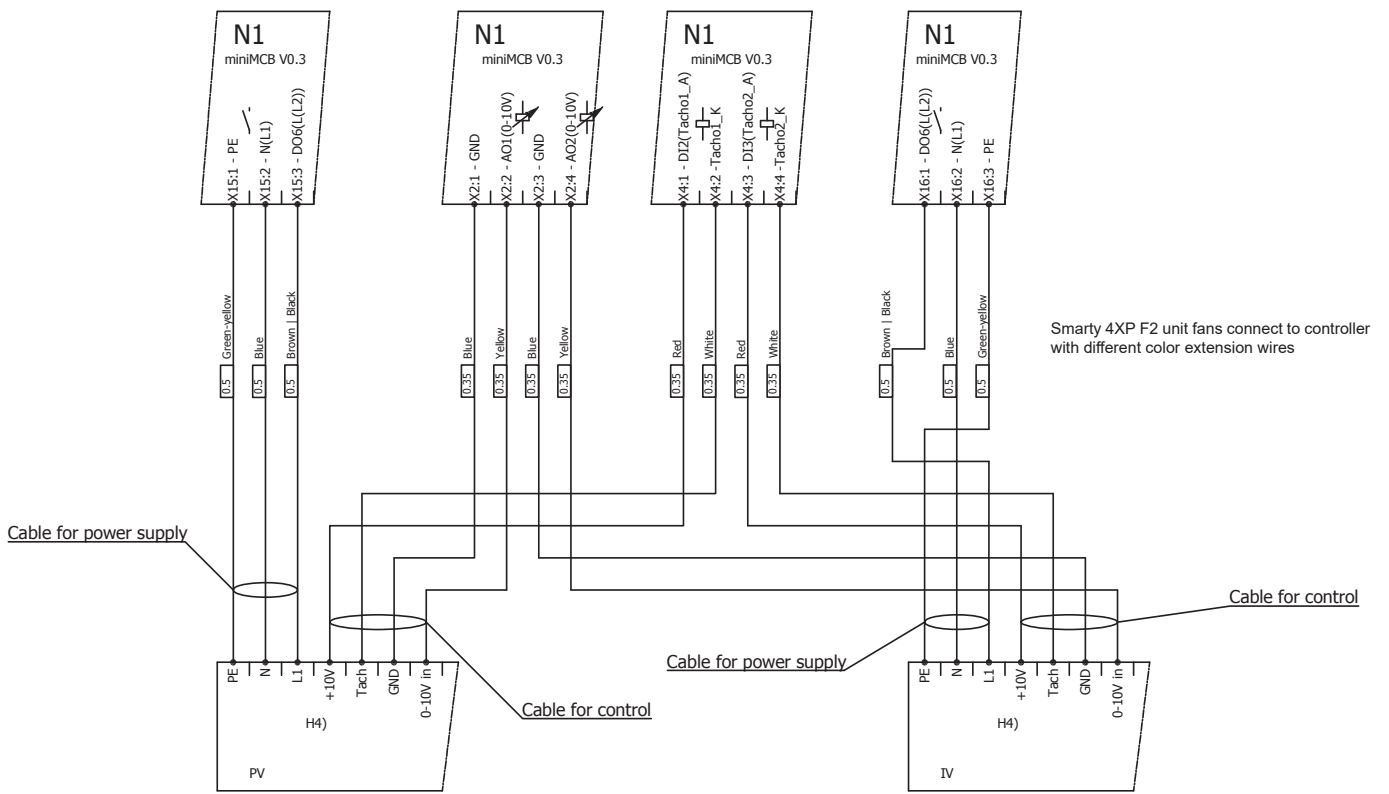 N1
miniMCB V0.3
X15:1 - PE
X15:2 - N(L1)
X15:3 - DO6(L(L2))
N1
miniMCB V0.3
X2:1 - GND
X2:2 - AO1(0-10V)
X2:3 - GND
X2:4 - AO2(0-10V)
N1
miniMCB V0.3
X4:1 - DI2(Tacho1_A)
X4:2 -Tacho1_K
X4:3 - DI3(Tacho2_A)
X4:4 -Tacho2_K
N1
miniMCB V0.3
X16:1 - DO6(L(L2))
X16:2 - N(L1)
X16:3 - PE
Green-yellow
Blue
Brown | Black
Blue
Yellow
Blue
Yellow
Red
White
Red
White
Brown | Black
Blue
Green-yellow
0.5
0.5
0.5
0.35
0.35
0.35
0.35
0.35
0.35
0.35
0.35
0.5
0.5
0.5
Smarty 4XP F2 unit fans connect to controller
with different color extension wires
Cable for power supply
Cable for control
Cable for power supply
Cable for control
PE
N
L1
+10V
Tach
GND
0-10V in
H4)
PV
PE
N
L1
+10V
Tach
GND
0-10V in
H4)
IV